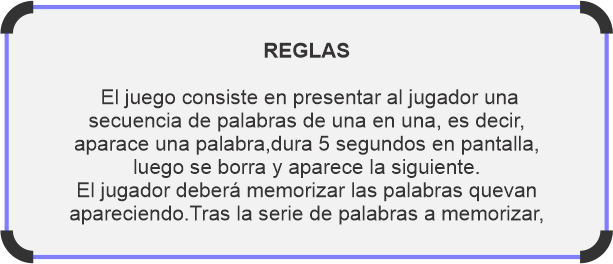 REGLAS
El juego consiste en presentar al jugador una
secuencia de palabras de una en una, es decir,
aparace una palabra,dura 5 segundos en pantalla,
luego se borra y aparece la siguiente.
El jugador deberá memorizar las palabras quevan
apareciendo.Tras la serie de palabras a memorizar,